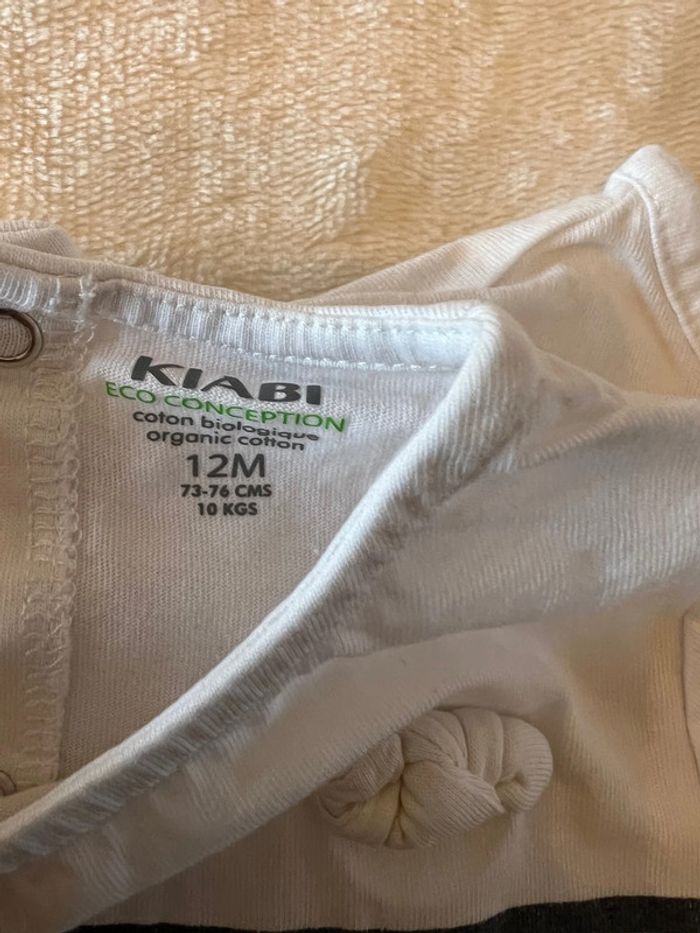 KIABI
ECO CONCEPTION
coton biologique
organic cotton
12M
73-76 CMS
10 KGS